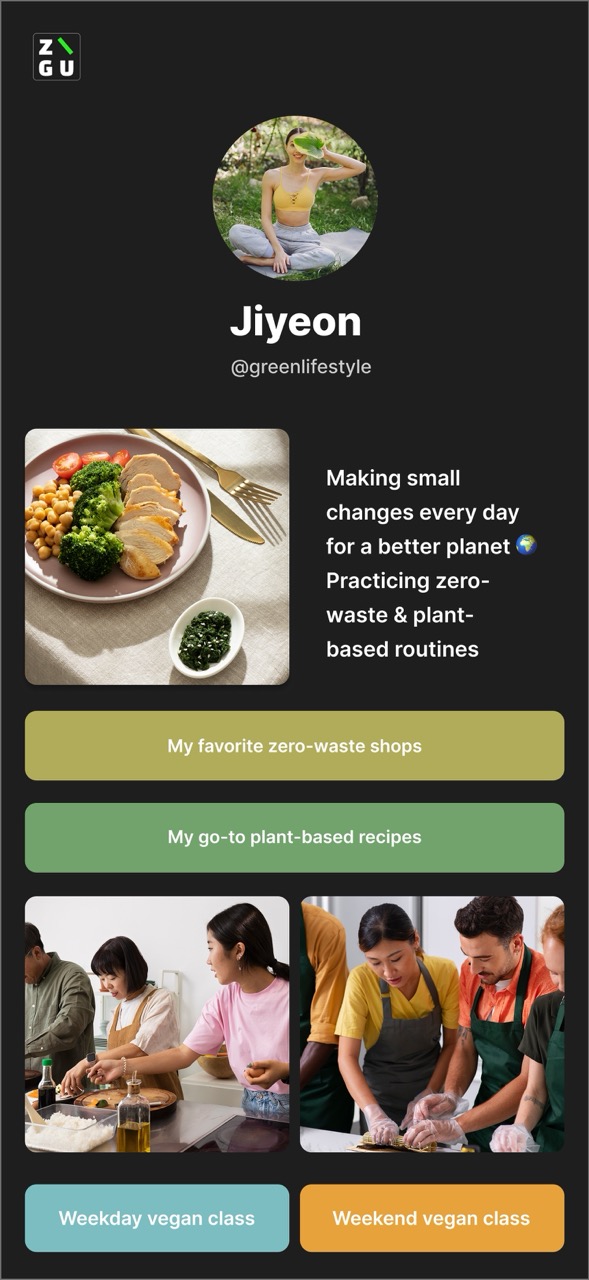 Z \
G U
Jiyeon
@greenlifestyle
Making small
changes every day
for a better planet 🌍
Practicing zero-
waste & plant-
based routines
My favorite zero-waste shops
My go-to plant-based recipes
Weekday vegan class
Weekend vegan class